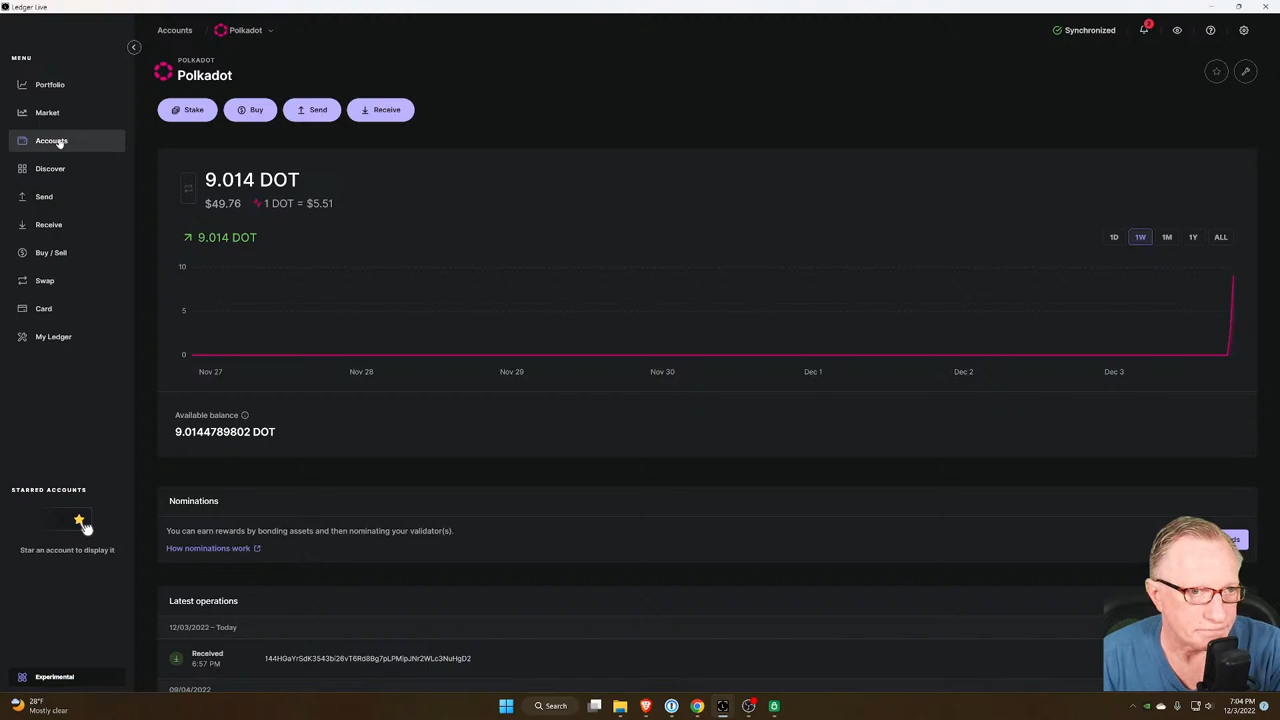 Ledger Live
Accounts / Polkadot
Synchronized
2
MENU
Portfolio
Market
Accounts
Discover
Send
Receive
Buy / Sell
Swap
Card
My Ledger
STARRED ACCOUNTS
Star an account to display it
Experimental
POLKADOT
Polkadot
Stake
Buy
Send
Receive
9.014 DOT
$49.76 1 DOT = $5.51
9.014 DOT
1D 1W 1M 1Y ALL
10
5
0
Nov 27 Nov 28 Nov 29 Nov 30 Dec 1 Dec 2 Dec 3
Available balance
9.0144789802 DOT
Nominations
You can earn rewards by bonding assets and then nominating your validator(s).
How nominations work
Latest operations
12/03/2022 – Today
Received
6:57 PM
09/04/2022
28°F
Mostly clear
Search
7:04 PM
12/3/2022